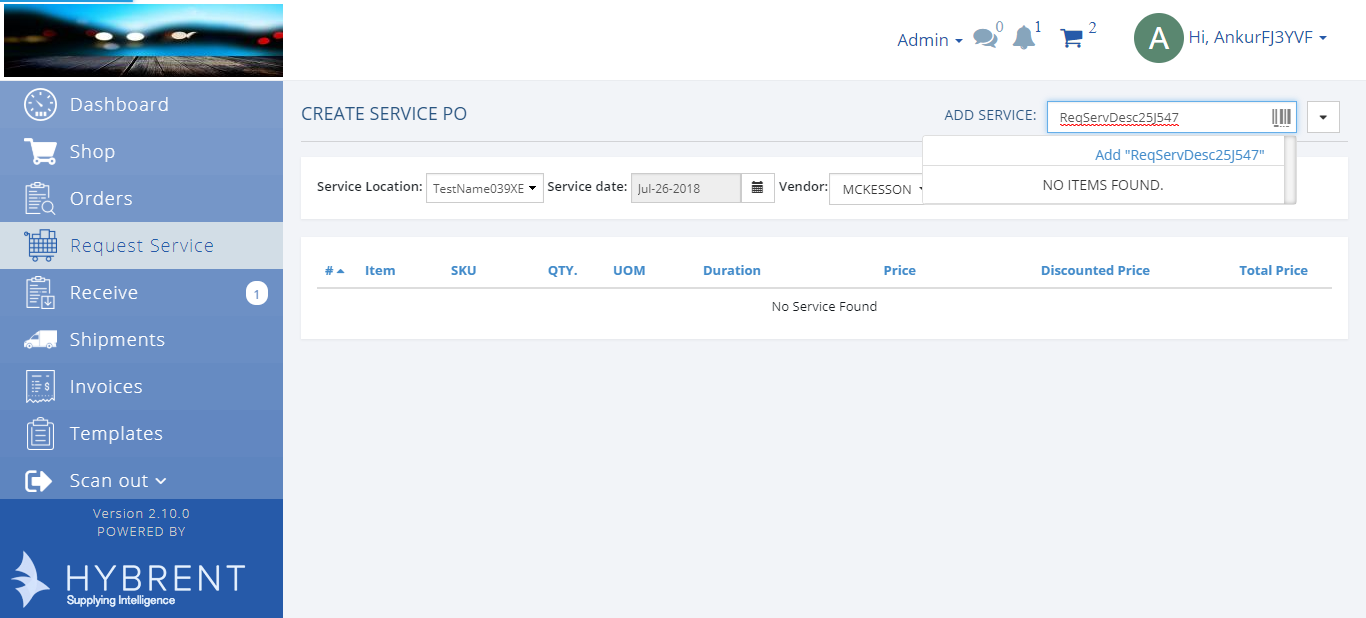 Admin
0
1
2
A
Hi, AnkurFJ3YVF
Dashboard
Shop
Orders
Request Service
Receive
1
Shipments
Invoices
Templates
Scan out
Version 2.10.0
POWERED BY
HYBRENT
Supplying Intelligence
CREATE SERVICE PO
ADD SERVICE:
ReqServDesc25J547
Add "ReqServDesc25J547"
NO ITEMS FOUND.
Service Location: TestName039XE Service date: Jul-26-2018 Vendor: MCKESSON
# Item SKU QTY. UOM Duration Price Discounted Price Total Price
No Service Found